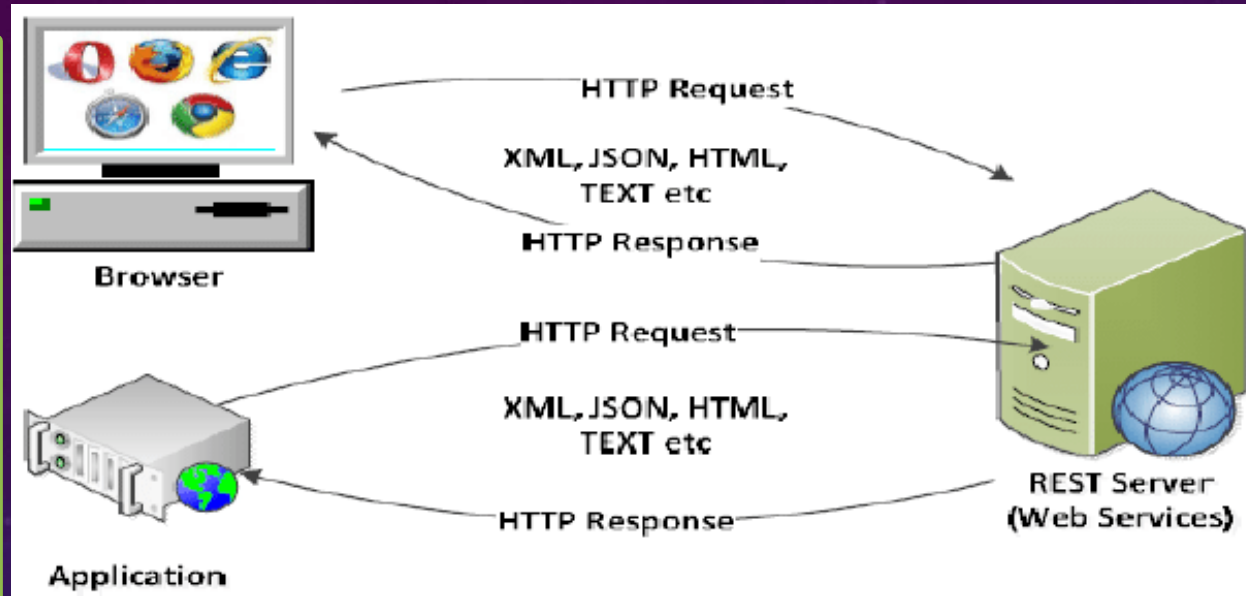 HTTP Request
XML, JSON, HTML,
TEXT etc
HTTP Response
Browser
HTTP Request
XML, JSON, HTML,
TEXT etc
HTTP Response
REST Server
(Web Services)
Application